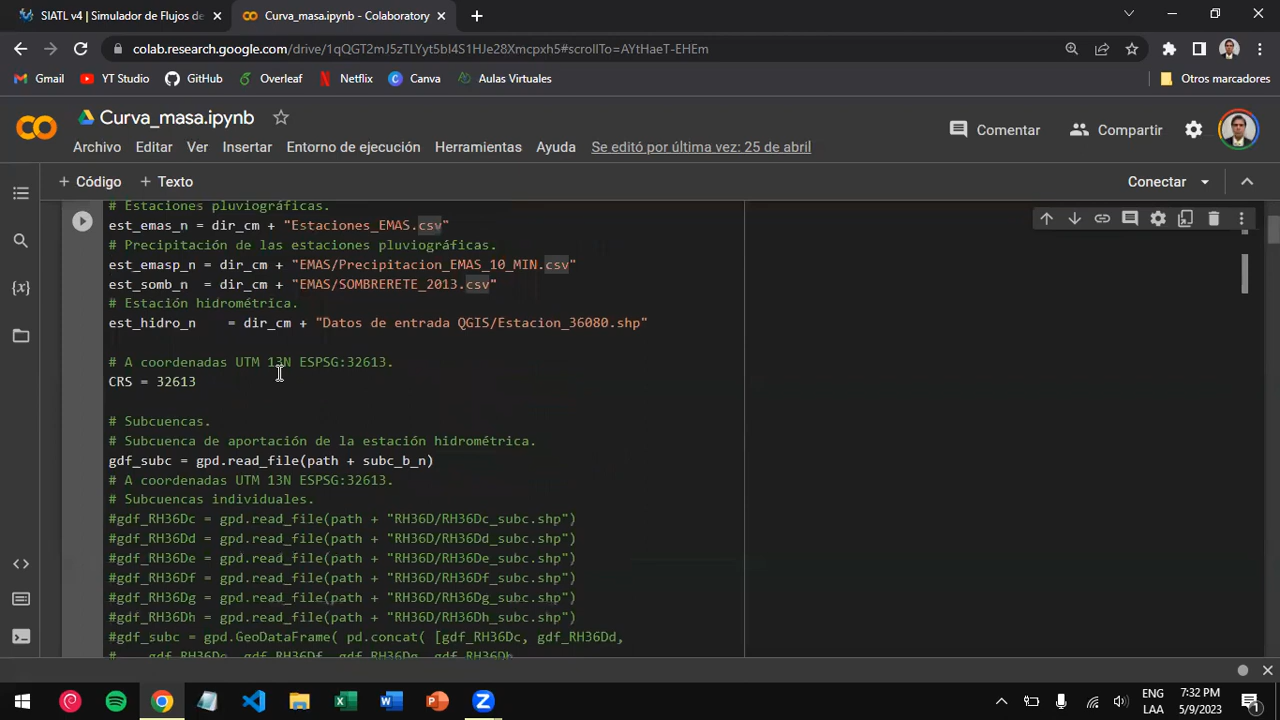 SIATL v4 | Simulador de Flujos de
Curva_masa.ipynb - Colaboratory
colab.research.google.com/drive/1qQGT2mJ5zTLYyt5bI4S1HJe28Xmcpxh5#scrollTo=AYtHaeT-EHEm
Gmail
YT Studio
GitHub
Overleaf
Netflix
Canva
Aulas Virtuales
Otros marcadores
Curva_masa.ipynb
Comentar
Compartir
Archivo
Editar
Ver
Insertar
Entorno de ejecución
Herramientas
Ayuda
Se editó por última vez: 25 de abril
+ Código
+ Texto
Conectar
# Estaciones pluviográficas.
est_emas_n = dir_cm + "Estaciones_EMAS.csv"
# Precipitación de las estaciones pluviográficas.
est_emasp_n = dir_cm + "EMAS/Precipitacion_EMAS_10_MIN.csv"
est_somb_n = dir_cm + "EMAS/SOMBRERETE_2013.csv"
# Estación hidrométrica.
est_hidro_n    = dir_cm + "Datos de entrada QGIS/Estacion_36080.shp"
# A coordenadas UTM 13N ESPSG:32613.
CRS = 32613
# Subcuencas.
# Subcuenca de aportación de la estación hidrométrica.
gdf_subc = gpd.read_file(path + subc_b_n)
# A coordenadas UTM 13N ESPSG:32613.
# Subcuencas individuales.
#gdf_RH36Dc = gpd.read_file(path + "RH36D/RH36Dc_subc.shp")
#gdf_RH36Dd = gpd.read_file(path + "RH36D/RH36Dd_subc.shp")
#gdf_RH36De = gpd.read_file(path + "RH36D/RH36De_subc.shp")
#gdf_RH36Df = gpd.read_file(path + "RH36D/RH36Df_subc.shp")
#gdf_RH36Dg = gpd.read_file(path + "RH36D/RH36Dg_subc.shp")
#gdf_RH36Dh = gpd.read_file(path + "RH36D/RH36Dh_subc.shp")
#gdf_subc = gpd.GeoDataFrame( pd.concat( [gdf_RH36Dc, gdf_RH36Dd,
#    gdf_RH36De, gdf_RH36Df, gdf_RH36Dg, gdf_RH36Dh
ENG
LAA
7:32 PM
5/9/2023